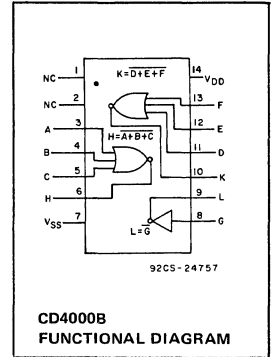 K=D+E+F
NC 1
14 VDD
NC 2
13 F
A 3
H=A+B+C
12 E
B 4
11 D
C 5
10 K
H 6
9 L
VSS 7
L=G
8 G
92CS-24757
CD4000B
FUNCTIONAL DIAGRAM